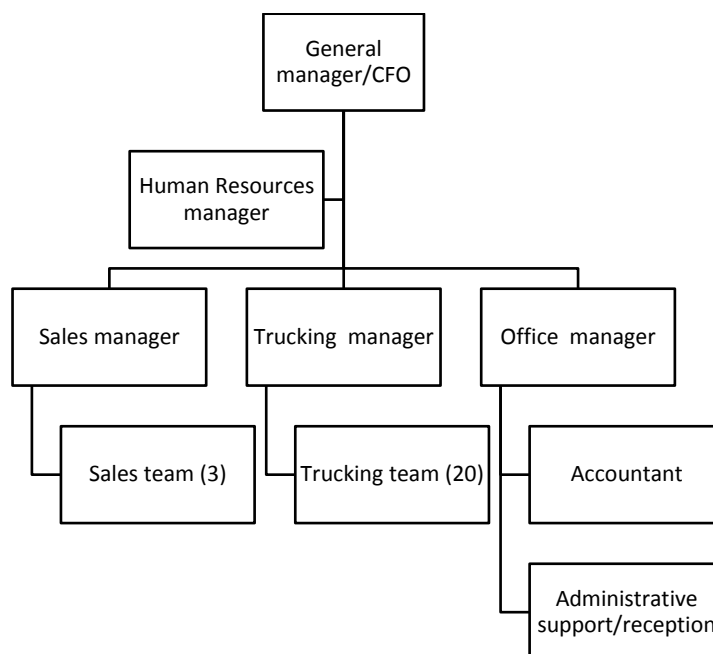 General
manager/CFO
Human Resources
manager
Sales manager
Trucking  manager
Office  manager
Sales team (3)
Trucking team (20)
Accountant
Administrative
support/reception